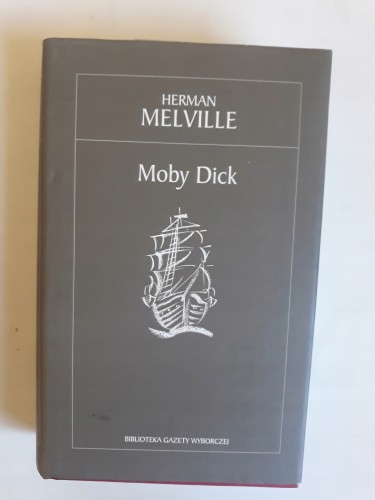 HERMAN
MELVILLE
Moby Dick
BIBLIOTEKA GAZETY WYBORCZEJ